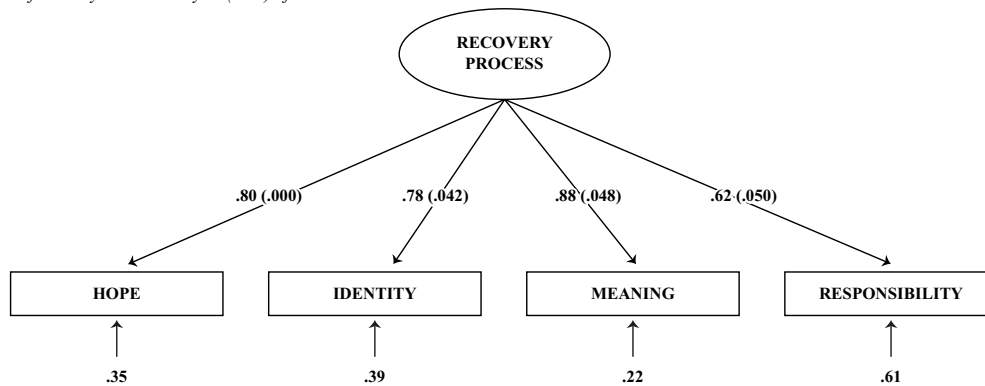 RECOVERY
PROCESS
.80 (.000)
.78 (.042)
.88 (.048)
.62 (.050)
HOPE
IDENTITY
MEANING
RESPONSIBILITY
.35
.39
.22
.61